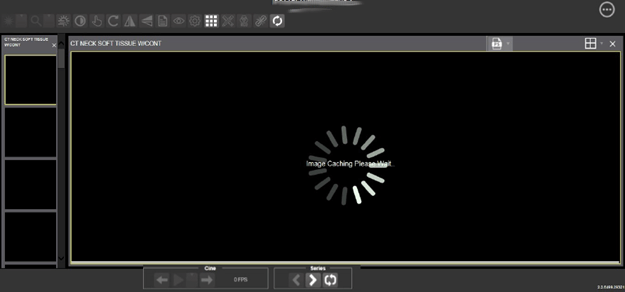 CT NECK SOFT TISSUE
W/CONT
CT NECK SOFT TISSUE W/CONT
Image Caching Please Wait...
Cine
Series
0 FPS